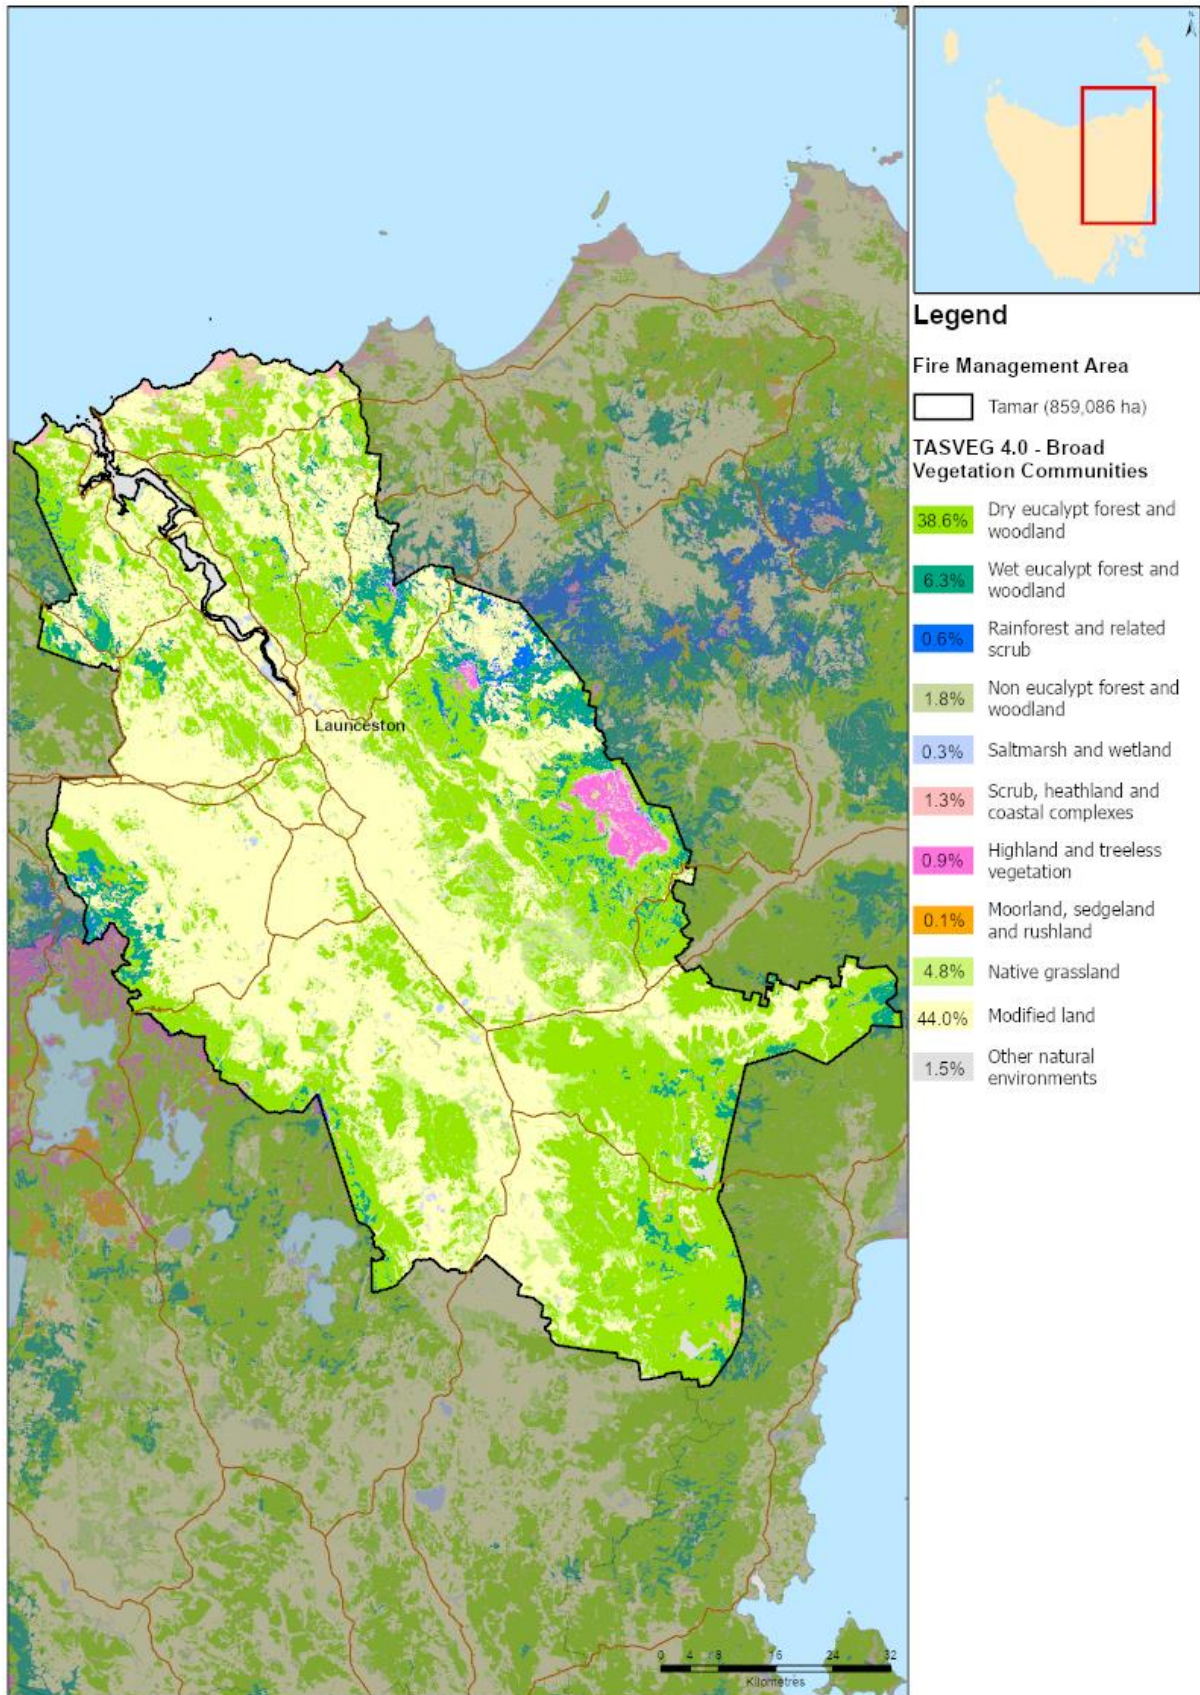 N
Legend
Fire Management Area
Tamar (859,086 ha)
TASVEG 4.0 - Broad
Vegetation Communities
38.6%
Dry eucalypt forest and
woodland
6.3%
Wet eucalypt forest and
woodland
0.6%
Rainforest and related
scrub
1.8%
Non eucalypt forest and
woodland
0.3%
Saltmarsh and wetland
1.3%
Scrub, heathland and
coastal complexes
0.9%
Highland and treeless
vegetation
0.1%
Moorland, sedgeland
and rushland
4.8%
Native grassland
44.0%
Modified land
1.5%
Other natural
environments
Launceston
0 4 8 16 24 32
Kilometres